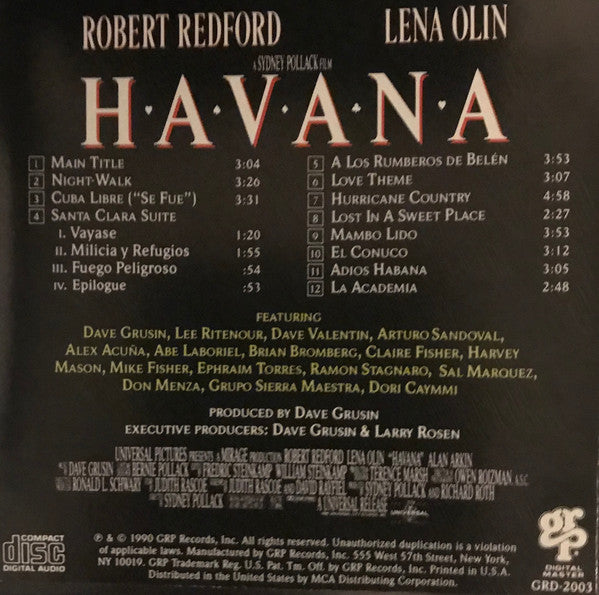 ROBERT REDFORD LENA OLIN
A SYDNEY POLLACK FILM
H·A·V·A·N·A
1 MAIN TITLE 3:04
2 NIGHT-WALK 3:26
3 CUBA LIBRE ("SE FUE") 3:31
4 SANTA CLARA SUITE
I. Vayase 1:20
II. Milicia y Refugios 1:55
III. Fuego Peligroso :54
IV. Epilogue :53
5 A LOS RUMBEROS DE BELÉN 3:53
6 LOVE THEME 3:07
7 HURRICANE COUNTRY 4:58
8 LOST IN A SWEET PLACE 2:27
9 MAMBO LIDO 3:53
10 EL CONUCO 3:12
11 ADIOS HABANA 3:05
12 LA ACADEMIA 2:48
FEATURING
DAVE GRUSIN, LEE RITENOUR, DAVE VALENTIN, ARTURO SANDOVAL,
ALEX ACUÑA, ABE LABORIEL, BRIAN BROMBERG, CLAIRE FISHER, HARVEY
MASON, MIKE FISHER, EPHRAIM TORRES, RAMON STAGNARO, SAL MARQUEZ,
DON MENZA, GRUPO SIERRA MAESTRA, DORI CAYMMI
PRODUCED BY DAVE GRUSIN
EXECUTIVE PRODUCERS: DAVE GRUSIN & LARRY ROSEN
UNIVERSAL PICTURES PRESENTS A MIRAGE PRODUCTION ROBERT REDFORD LENA OLIN "HAVANA" ALAN ARKIN
DAVE GRUSIN BERNIE POLLACK FREDRIC STEINKAMP WILLIAM STEINKAMP TERENCE MARSH OWEN ROIZMAN A.S.C.
RONALD L. SCHWARY JUDITH RASCOE JUDITH RASCOE AND DAVID RAYFIEL SYDNEY POLLACK AND RICHARD ROTH
SYDNEY POLLACK A UNIVERSAL RELEASE UNIVERSAL
COMPACT
disc
DIGITAL AUDIO
℗ & © 1990 GRP Records, Inc. All rights reserved. Unauthorized duplication is a violation
of applicable laws. Manufactured by GRP Records, Inc. 555 West 57th Street, New York,
NY 10019. GRP Trademark Reg. U.S. Pat. Tm. Off. by GRP Records, Inc. Printed in U.S.A.
Distributed in the United States by MCA Distributing Corporation.
grp
DIGITAL
MASTER
GRD-2003